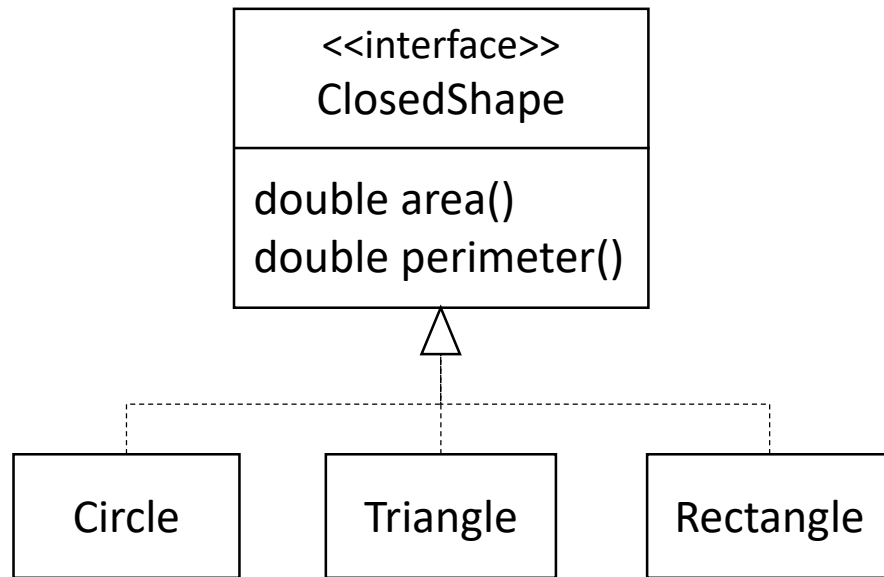 <<interface>>
ClosedShape
double area()
double perimeter()
Circle
Triangle
Rectangle